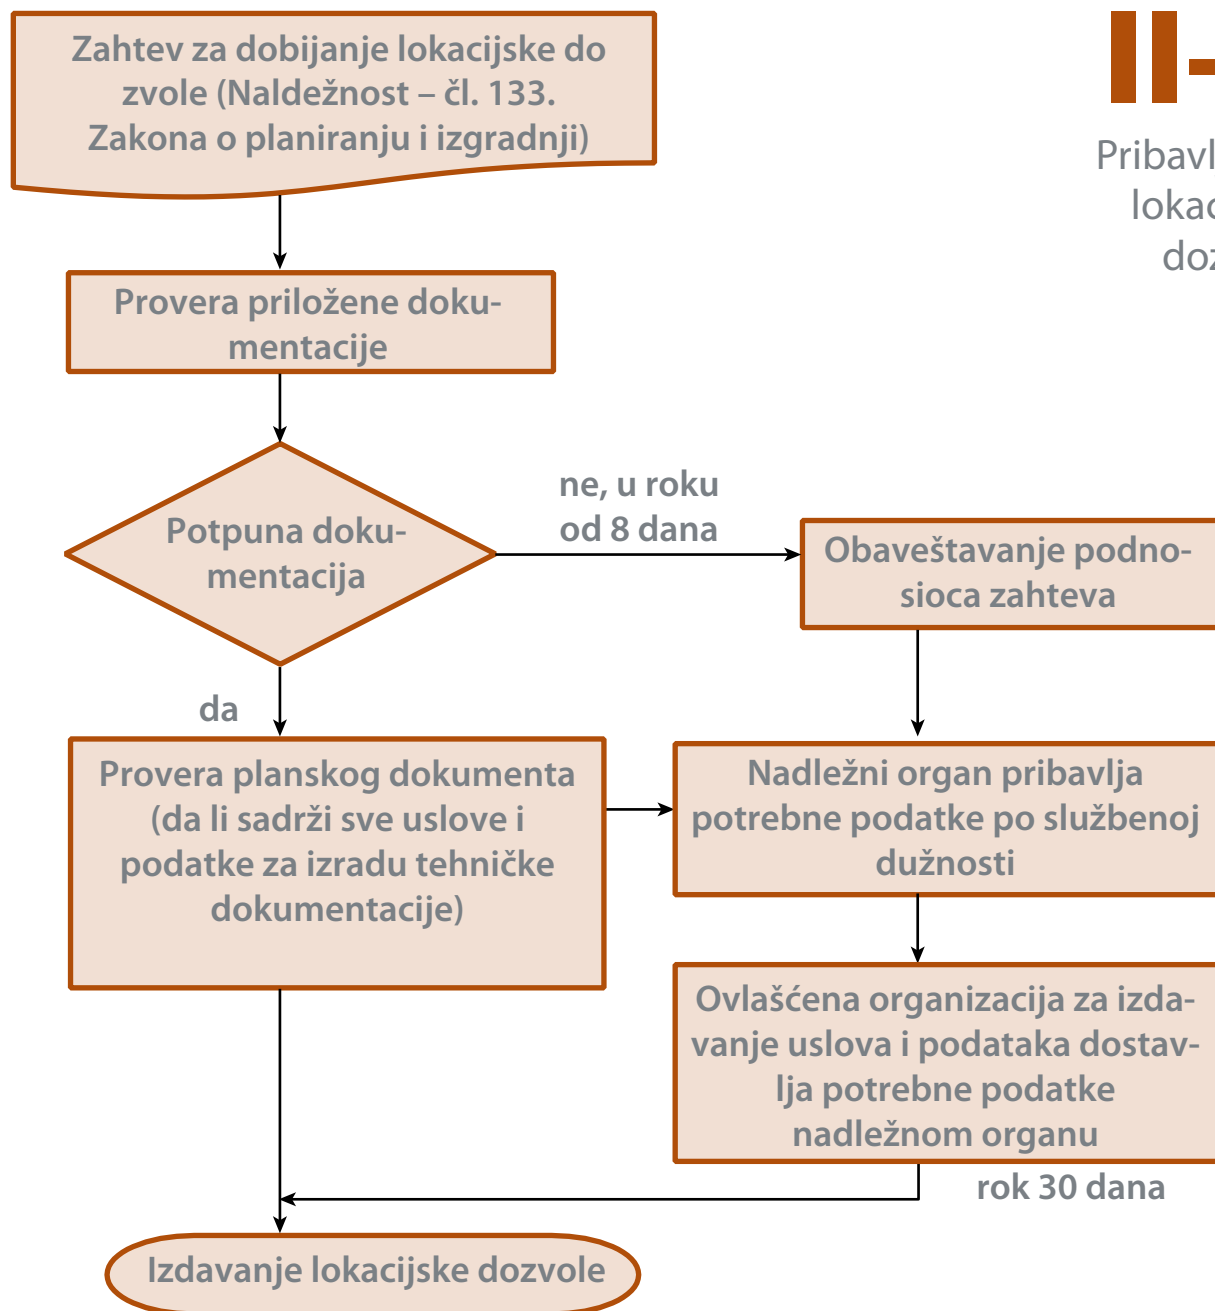 Zahtev za dobijanje lokacijske do
zvole (Naldežnost – čl. 133.
Zakona o planiranju i izgradnji)
II-
Pribavl
lokac
doz
Provera priložene doku-
mentacije
Potpuna doku-
mentacija
ne, u roku
od 8 dana
Obaveštavanje podno-
sioca zahteva
da
Provera planskog dokumenta
(da li sadrži sve uslove i
podatke za izradu tehničke
dokumentacije)
Nadležni organ pribavlja
potrebne podatke po službenoj
dužnosti
Ovlašćena organizacija za izda-
vanje uslova i podataka dostav-
lja potrebne podatke
nadležnom organu
rok 30 dana
Izdavanje lokacijske dozvole